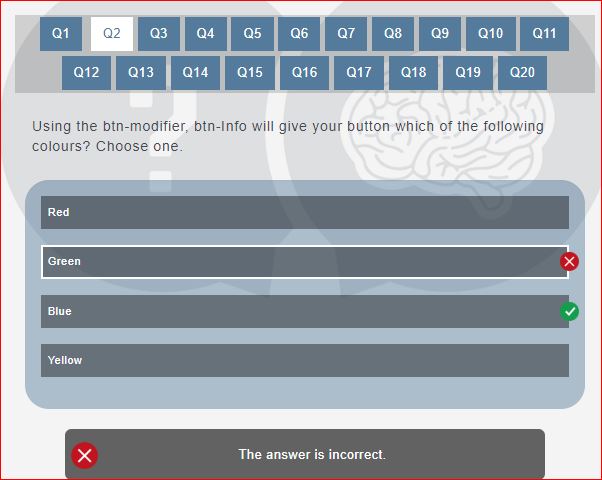 Q1 Q2 Q3 Q4 Q5 Q6 Q7 Q8 Q9 Q10 Q11
Q12 Q13 Q14 Q15 Q16 Q17 Q18 Q19 Q20
Using the btn-modifier, btn-Info will give your button which of the following
colours? Choose one.
Red
Green
Blue
Yellow
The answer is incorrect.